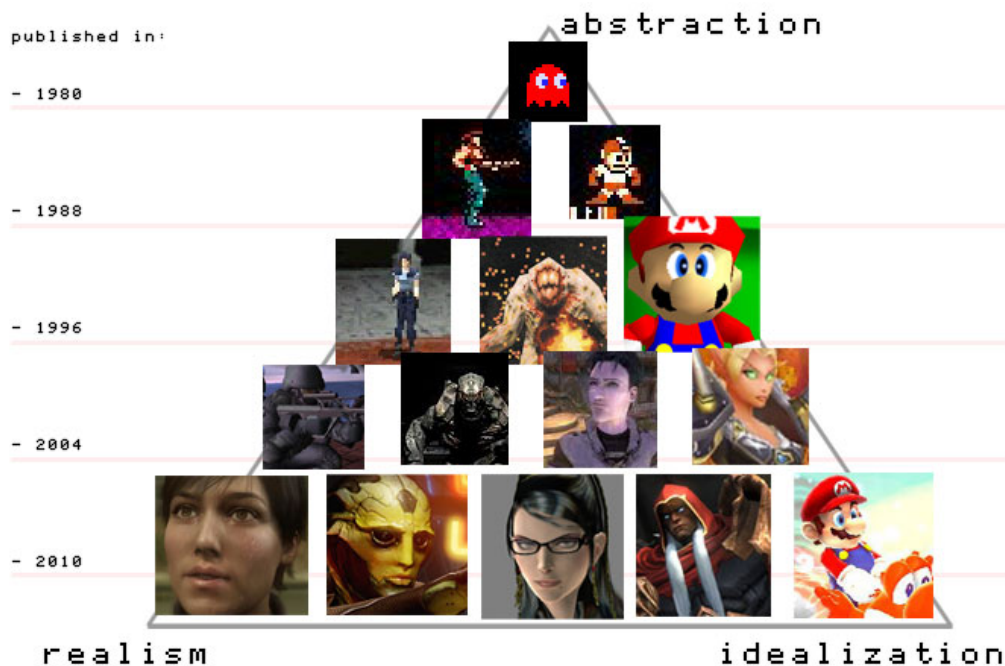 abstraction
published in:
- 1980
- 1988
- 1996
- 2004
- 2010
realism
idealization